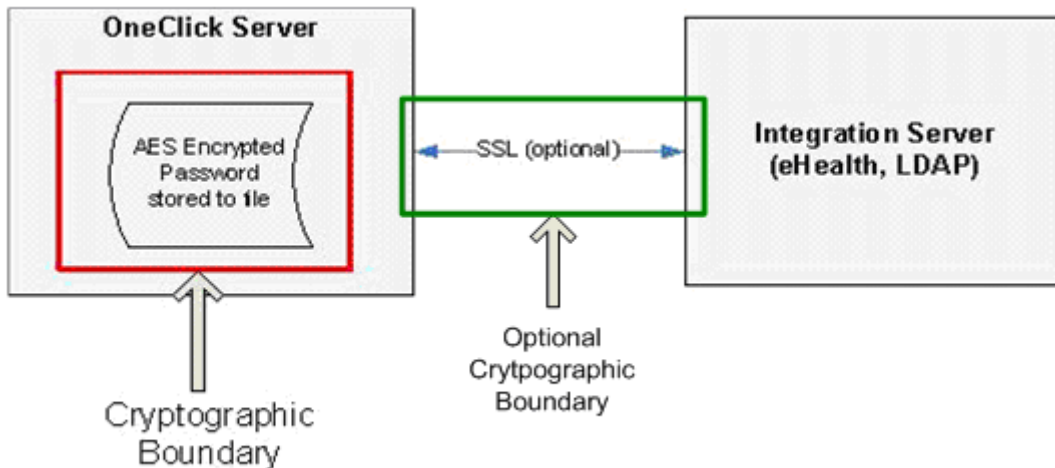 OneClick Server
AES Encrypted
Password
stored to file
SSL (optional)
Integration Server
(eHealth, LDAP)
Optional
Crytpographic
Boundary
Cryptographic
Boundary